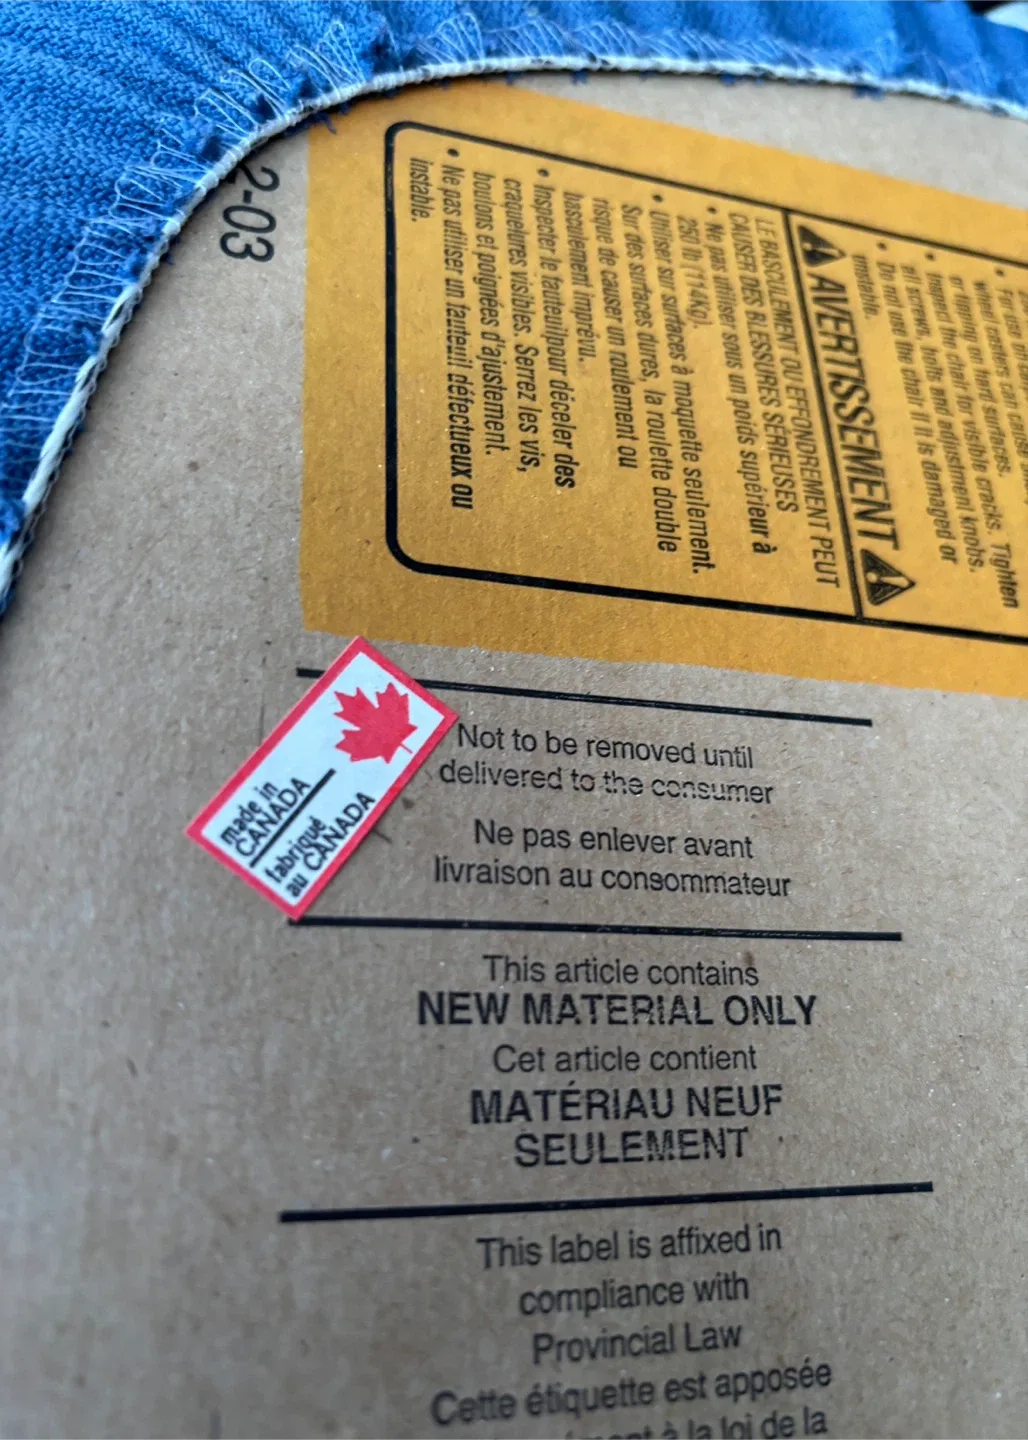 2-03
wheel casters can cause
or tipping on hard surfaces.
• Inspect the chair for visible cracks. Tighten
all screws, bolts and adjustment knobs.
• Do not use the chair if it is damaged or
unstable.
AVERTISSEMENT
LE BASCULEMENT OU EFFONDREMENT PEUT
CAUSER DES BLESSURES SÉRIEUSES
• Ne pas utiliser sous un poids supérieur à
250 lb (114Kg).
• Utiliser sur surfaces à moquette seulement.
Sur des surfaces dures, la roulette double
risque de causer un roulement ou
basculement imprévu.
• Inspecter le fauteuilpour déceler des
craquelures visibles. Serrez les vis,
boulons et poignées d'ajustement.
• Ne pas utiliser un fauteuil défectueux ou
instable.
made in
CANADA
fabriqué
au CANADA
Not to be removed until
delivered to the consumer
Ne pas enlever avant
livraison au consommateur
This article contains
NEW MATERIAL ONLY
Cet article contient
MATÉRIAU NEUF
SEULEMENT
This label is affixed in
compliance with
Provincial Law
Cette étiquette est apposée
à la loi de la